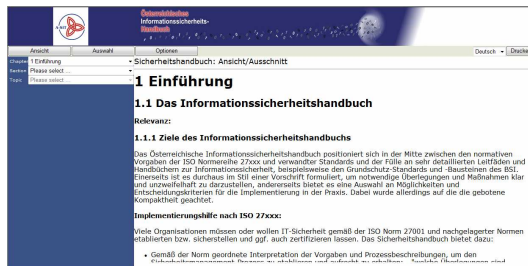 A-SIT
Österreichisches
Informationssicherheits-
Handbuch
Ansicht Auswahl Optionen Deutsch Drucke
Chapter 1 Einführung
Section Please select ...
Topic Please select ...
Sicherheitshandbuch: Ansicht/Ausschnitt
1 Einführung
1.1 Das Informationssicherheitshandbuch
Relevanz:
1.1.1 Ziele des Informationssicherheitshandbuchs
Das Österreichische Informationssicherheitshandbuch positioniert sich in der Mitte zwischen den normativen
Vorgaben der ISO Normereihe 27xxx und verwandter Standards und der Fülle an sehr detaillierten Leitfäden und
Handbüchern zur Informationssicherheit, beispielsweise den Grundschutz-Standards und -Bausteinen des BSI.
Einerseits ist es durchaus im Stil einer Vorschrift formuliert, um notwendige Überlegungen und Maßnahmen klar
und unzweifelhaft zu darzustellen, andererseits bietet es eine Auswahl an Möglichkeiten und
Entscheidungskriterien für die Implementierung in der Praxis. Dabei wurde allerdings auf die die gebotene
Kompaktheit geachtet.
Implementierungshilfe nach ISO 27xxx:
Viele Organisationen müssen oder wollen IT-Sicherheit gemäß der ISO Norm 27001 und nachgelagerter Normen
etablierten bzw. sicherstellen und ggf. auch zertifizieren lassen. Das Sicherheitshandbuch bietet dazu:
• Gemäß der Norm geordnete Interpretation der Vorgaben und Prozessbeschreibungen, um den